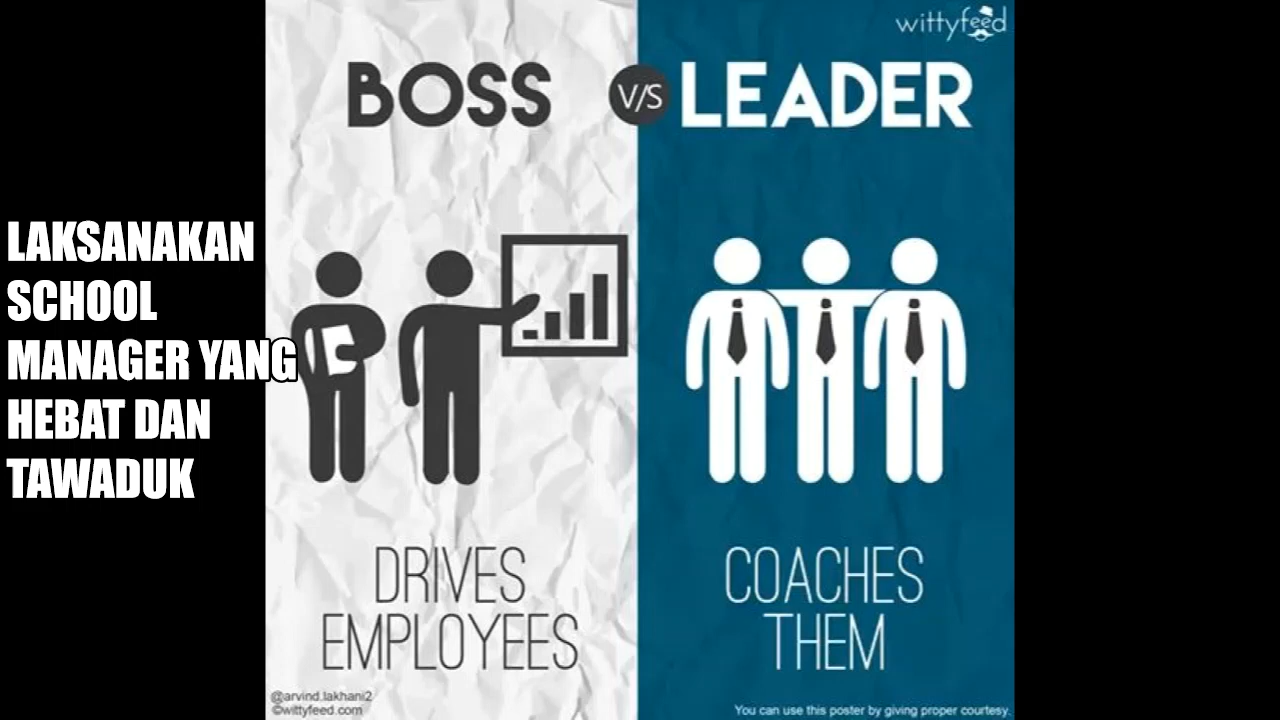 LAKSANAKAN
SCHOOL
MANAGER YANG
HEBAT DAN
TAWADUK
wittyfeed
BOSS V/S LEADER
DRIVES
EMPLOYEES
COACHES
THEM
@arvind.lakhani2
©wittyfeed.com
You can use this poster by giving proper courtesy.